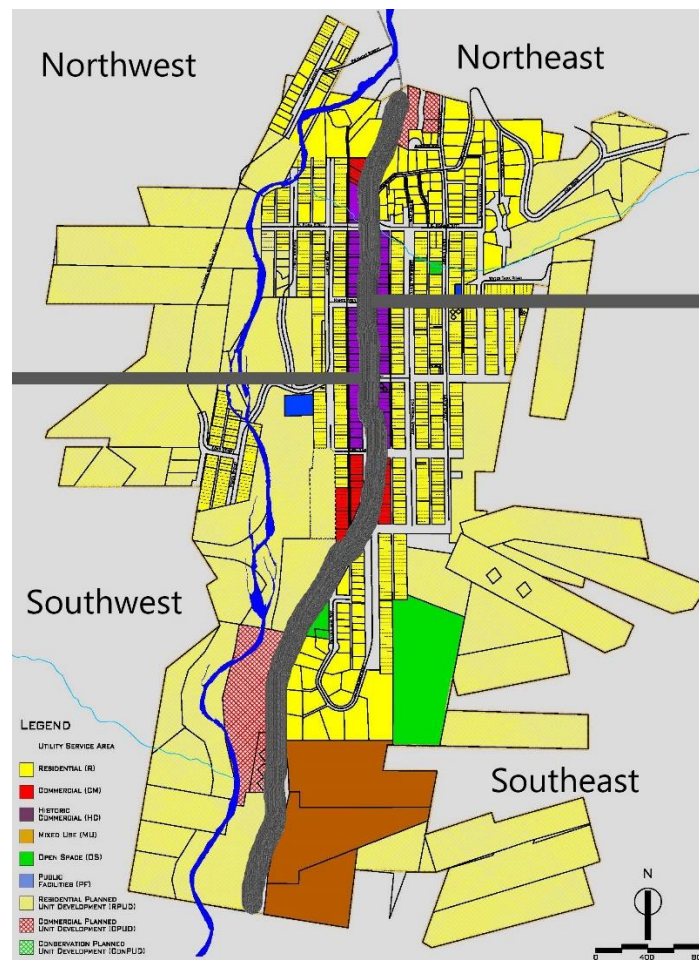 Northwest
Northeast
Southwest
Southeast
LEGEND
UTILITY SERVICE AREA
RESIDENTIAL (R)
COMMERCIAL (CM)
HISTORIC
COMMERCIAL (HC)
MIXED USE (MU)
OPEN SPACE (OS)
PUBLIC
FACILITIES (PF)
RESIDENTIAL PLANNED
UNIT DEVELOPMENT (RPUD)
COMMERCIAL PLANNED
UNIT DEVELOPMENT (CPUD)
CONSERVATION PLANNED
UNIT DEVELOPMENT (CONPUD)
N
0 400